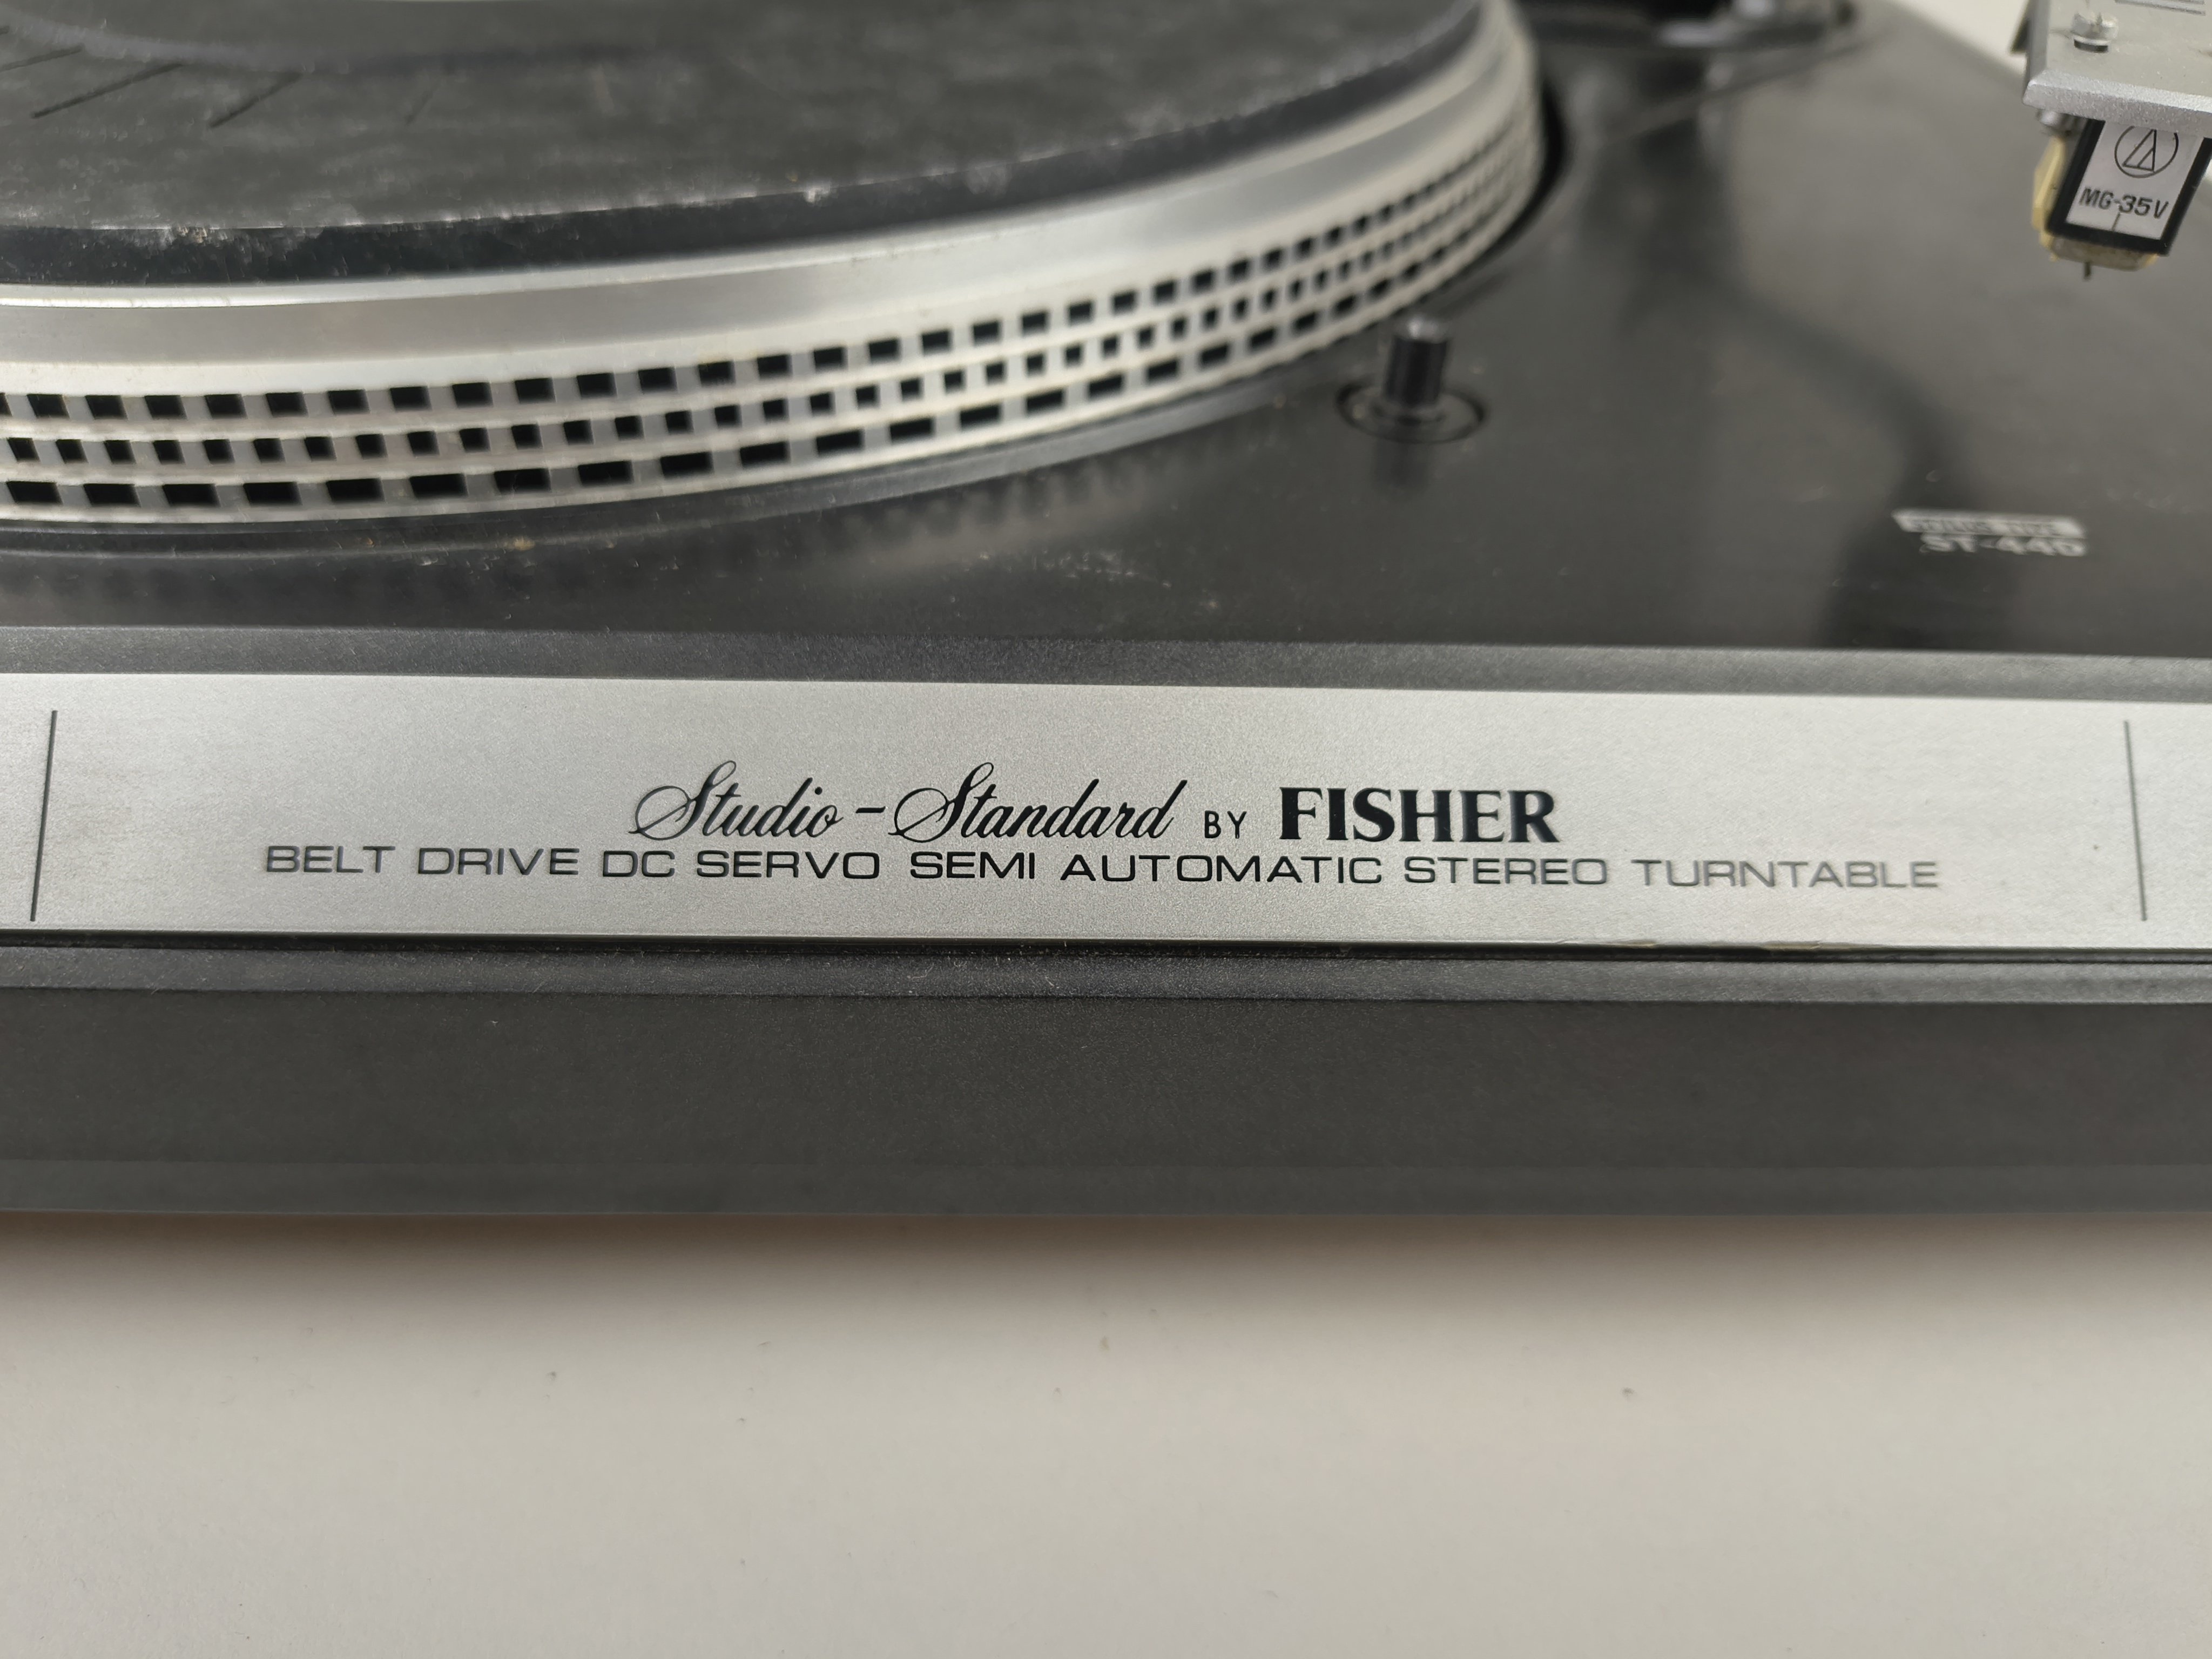 MG-35V
ST-440
Studio-Standard BY FISHER
BELT DRIVE DC SERVO SEMI AUTOMATIC STEREO TURNTABLE